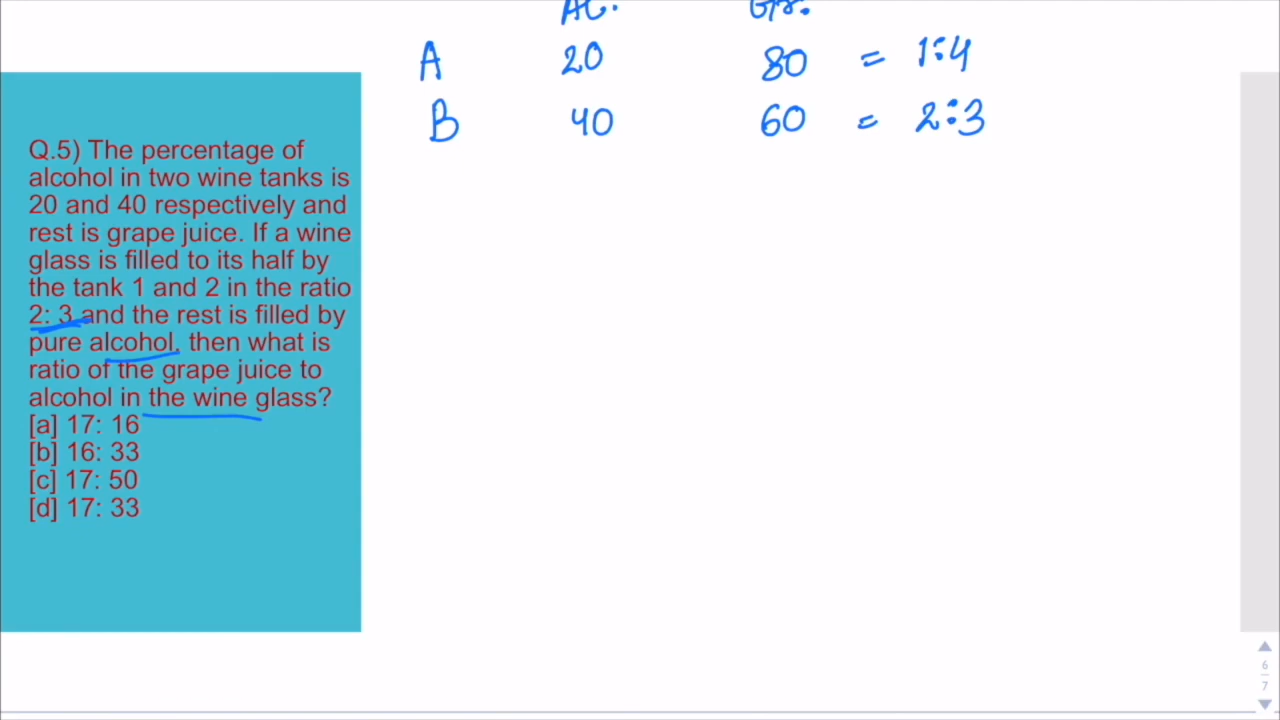 Al. Gr.
A 20 80 = 1:4
B 40 60 = 2:3
Q.5) The percentage of
alcohol in two wine tanks is
20 and 40 respectively and
rest is grape juice. If a wine
glass is filled to its half by
the tank 1 and 2 in the ratio
2: 3 and the rest is filled by
pure alcohol, then what is
ratio of the grape juice to
alcohol in the wine glass?
[a] 17: 16
[b] 16: 33
[c] 17: 50
[d] 17: 33
6
7